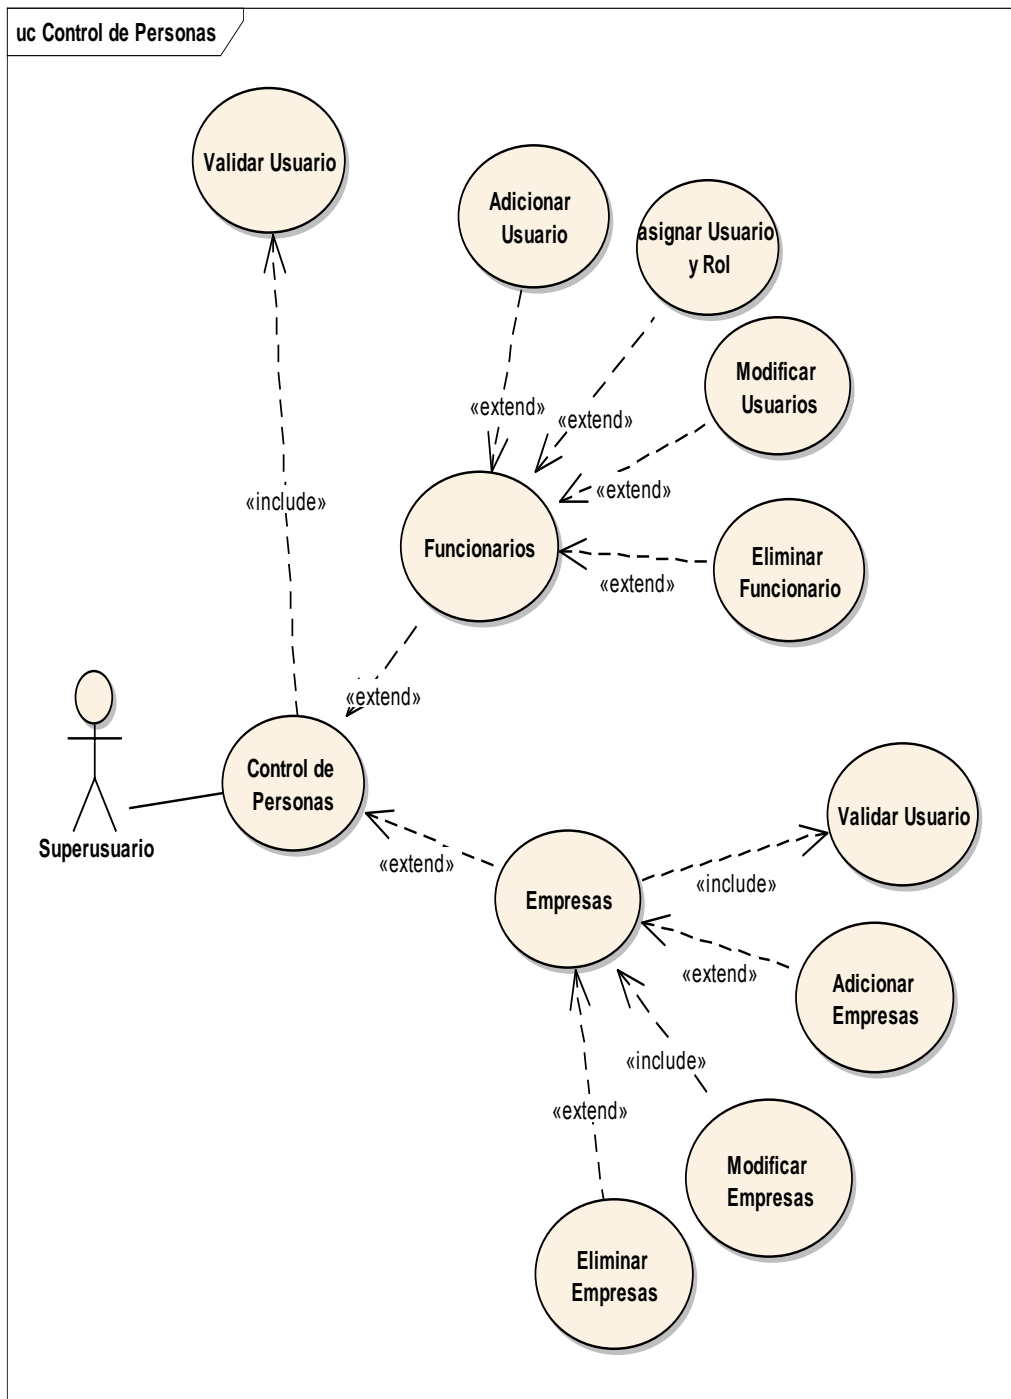 uc Control de Personas
Validar Usuario
Adicionar
Usuario
asignar Usuario
y Rol
Modificar
Usuarios
«extend»
«extend»
«extend»
«include»
Funcionarios
Eliminar
Funcionario
«extend»
«extend»
Control de
Personas
Superusuario
Validar Usuario
«extend»
«include»
Empresas
Adicionar
Empresas
«extend»
«include»
«extend»
Modificar
Empresas
Eliminar
Empresas